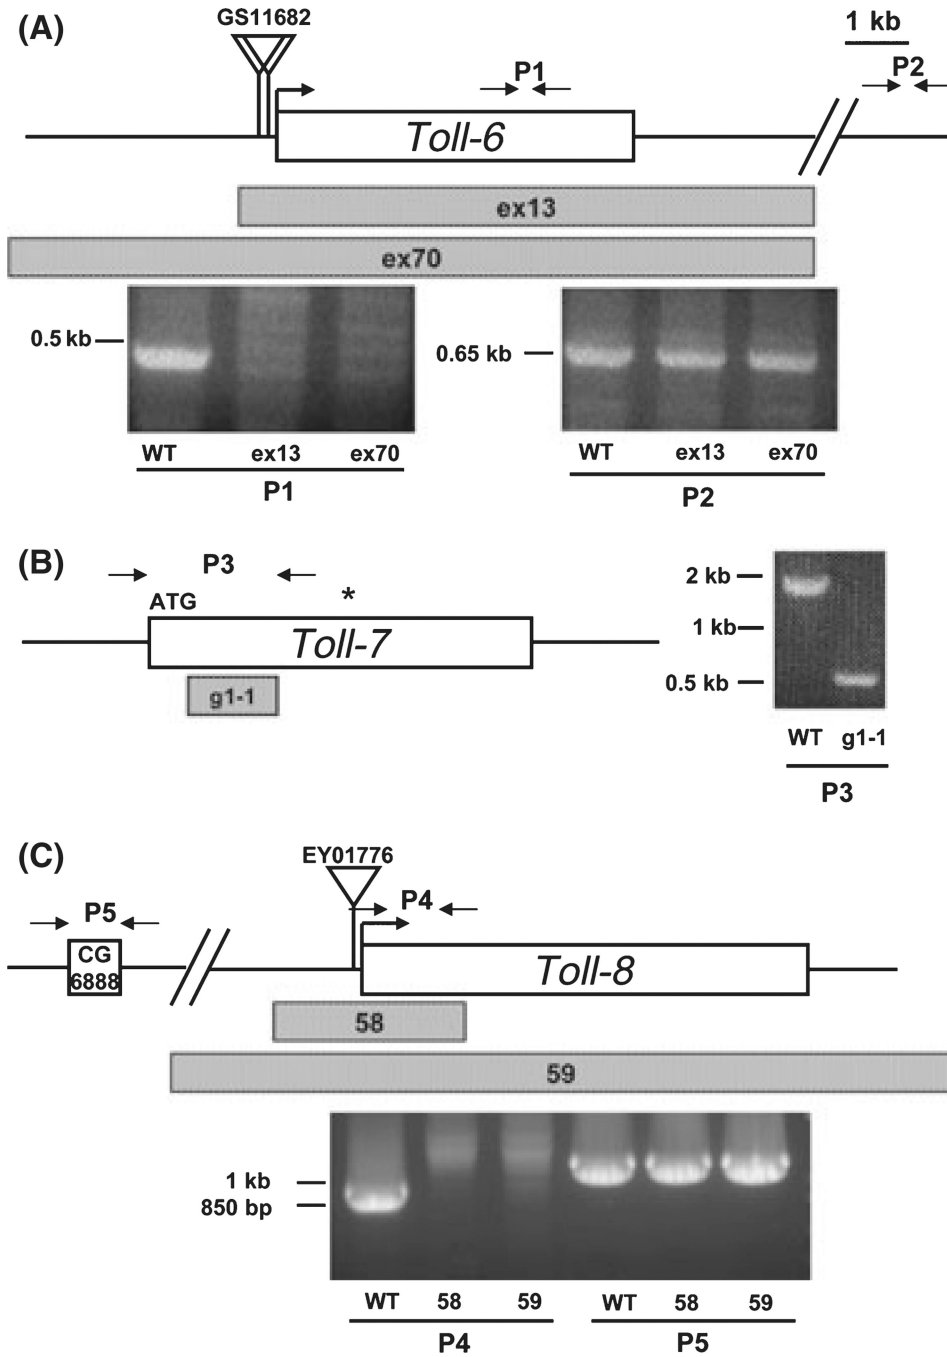 (A)
GS11682
1 kb
P1
P2
Toll-6
ex13
ex70
0.5 kb
0.65 kb
WT ex13 ex70
WT ex13 ex70
P1
P2
(B)
P3
ATG
*
Toll-7
g1-1
2 kb
1 kb
0.5 kb
WT g1-1
P3
(C)
EY01776
P5
P4
CG
6888
Toll-8
58
59
1 kb
850 bp
WT 58 59 WT 58 59
P4 P5